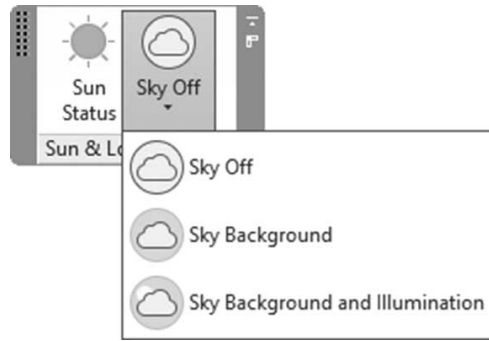 Sun
Status
Sky Off
Sun & Lo
Sky Off
Sky Background
Sky Background and Illumination